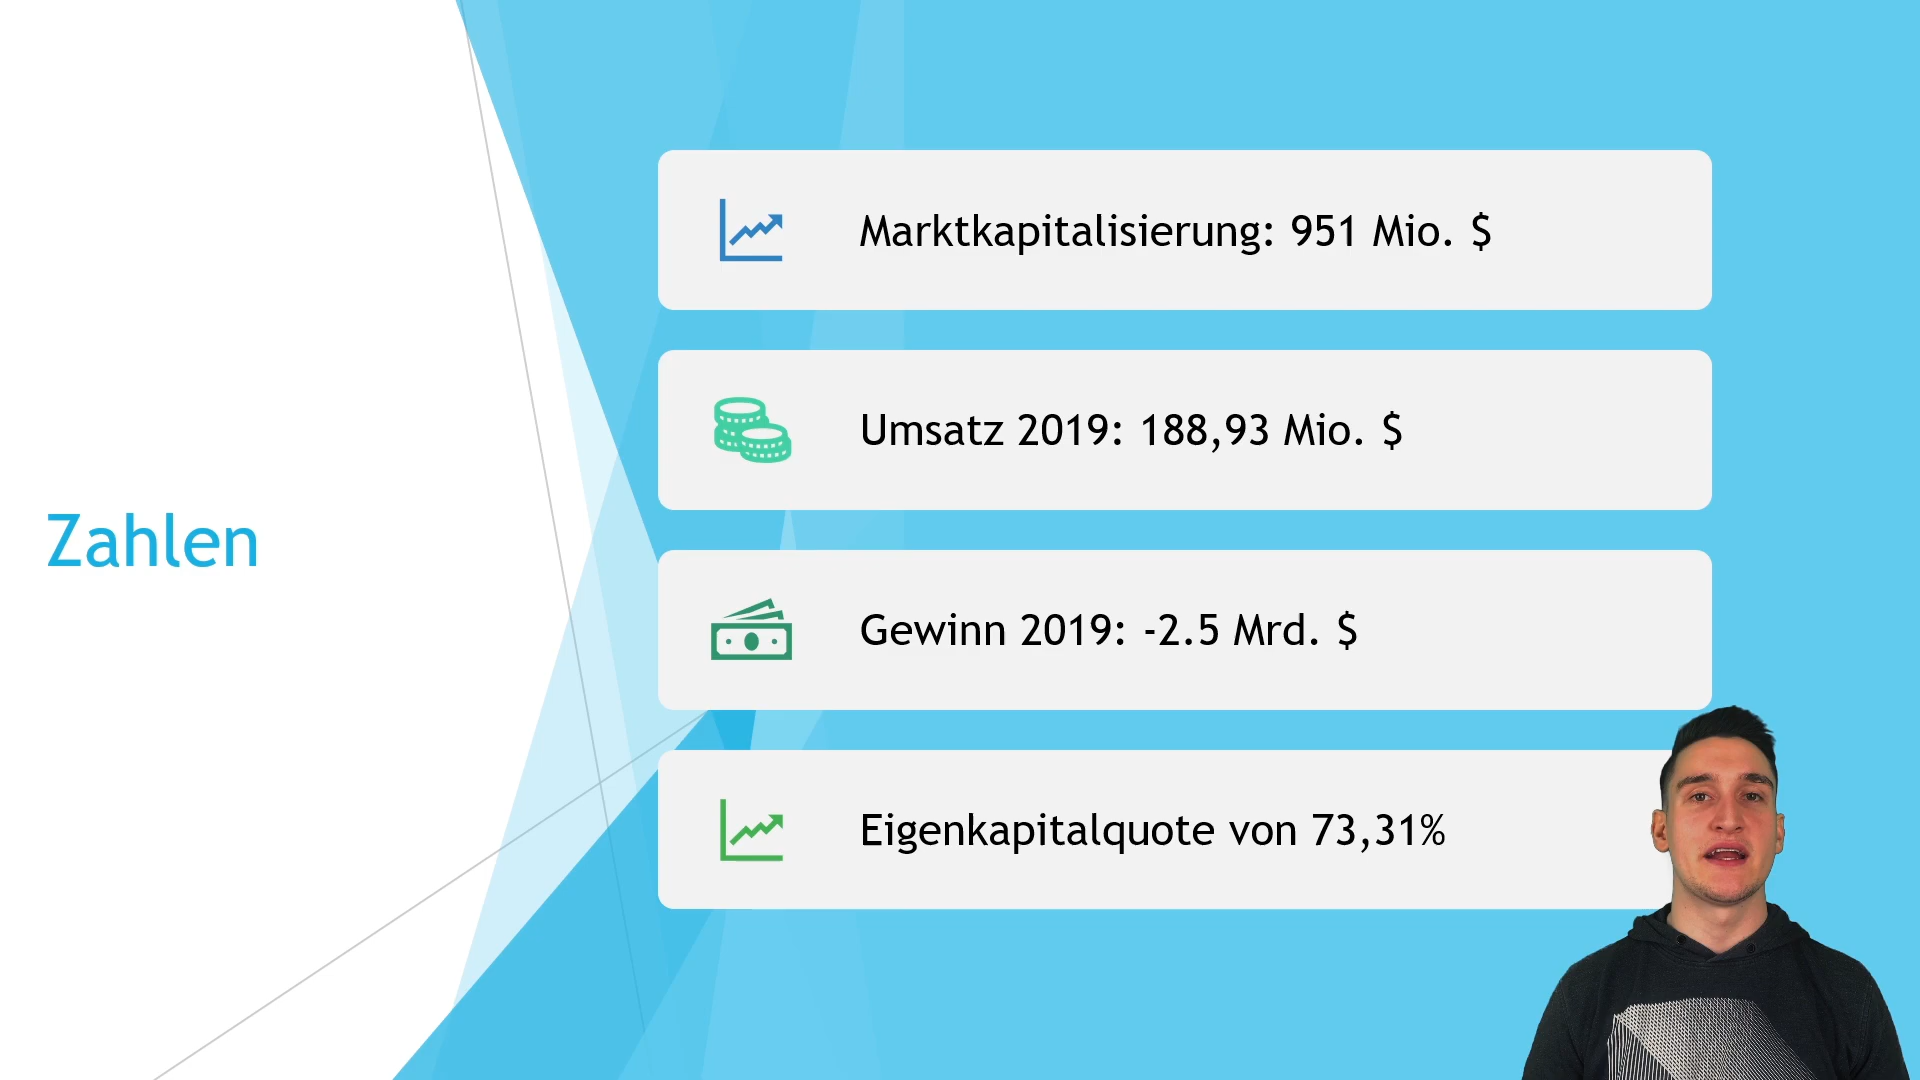 Zahlen
Marktkapitalisierung: 951 Mio. $
Umsatz 2019: 188,93 Mio. $
Gewinn 2019: -2.5 Mrd. $
Eigenkapitalquote von 73,31%